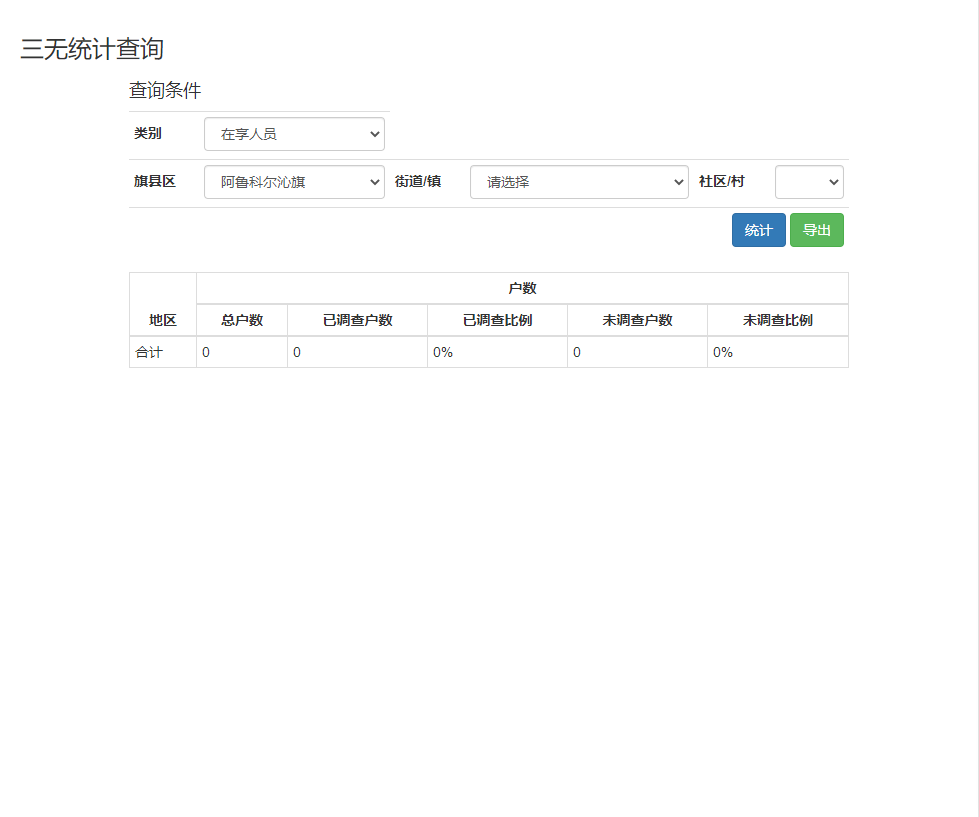 三无统计查询
查询条件
类别 在享人员
旗县区 阿鲁科尔沁旗 街道/镇 请选择 社区/村
统计 导出
户数
地区 总户数 已调查户数 已调查比例 未调查户数 未调查比例
合计 0 0 0% 0 0%